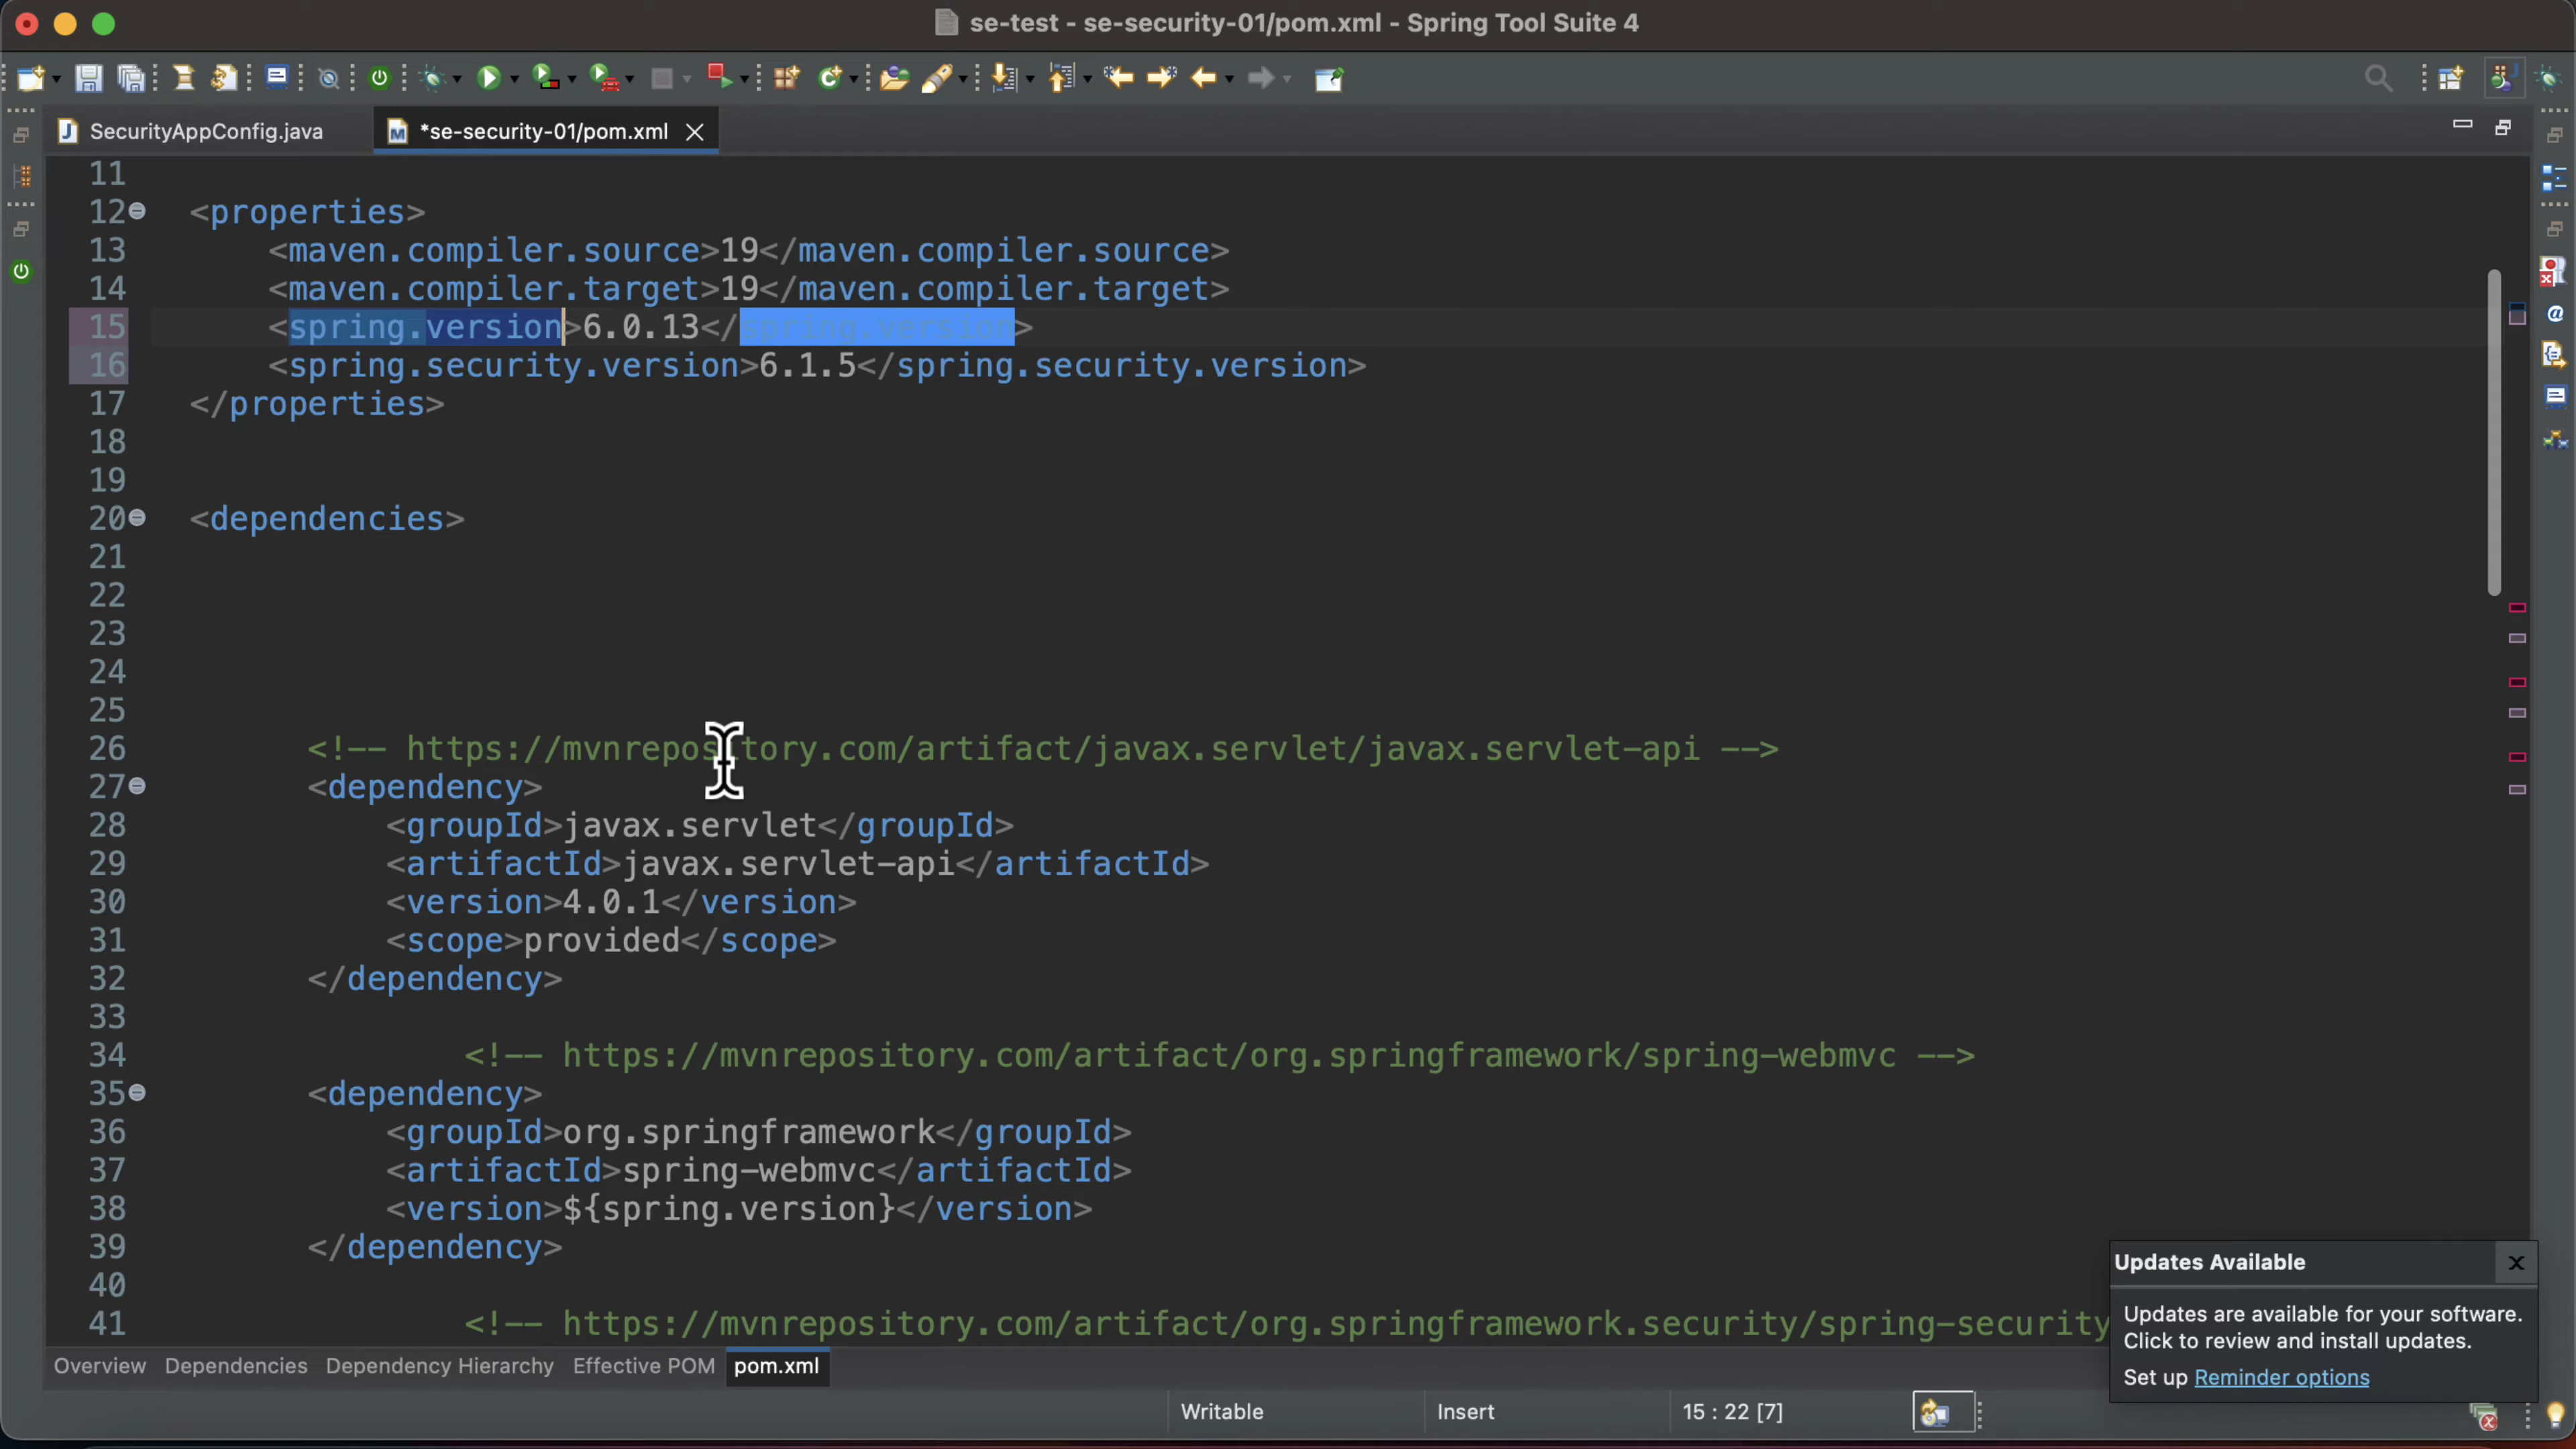 se-test - se-security-01/pom.xml - Spring Tool Suite 4
SecurityAppConfig.java
*se-security-01/pom.xml
11
12 <properties>
13 <maven.compiler.source>19</maven.compiler.source>
14 <maven.compiler.target>19</maven.compiler.target>
15 <spring.version>6.0.13</spring.version>
16 <spring.security.version>6.1.5</spring.security.version>
17 </properties>
18
19
20 <dependencies>
21
22
23
24
25
26 <!-- https://mvnrepository.com/artifact/javax.servlet/javax.servlet-api -->
27 <dependency>
28 <groupId>javax.servlet</groupId>
29 <artifactId>javax.servlet-api</artifactId>
30 <version>4.0.1</version>
31 <scope>provided</scope>
32 </dependency>
33
34 <!-- https://mvnrepository.com/artifact/org.springframework/spring-webmvc -->
35 <dependency>
36 <groupId>org.springframework</groupId>
37 <artifactId>spring-webmvc</artifactId>
38 <version>${spring.version}</version>
39 </dependency>
40
41 <!-- https://mvnrepository.com/artifact/org.springframework.security/spring-security
Updates Available
Updates are available for your software.
Click to review and install updates.
Set up Reminder options
Overview Dependencies Dependency Hierarchy Effective POM pom.xml
Writable Insert 15 : 22 [7]